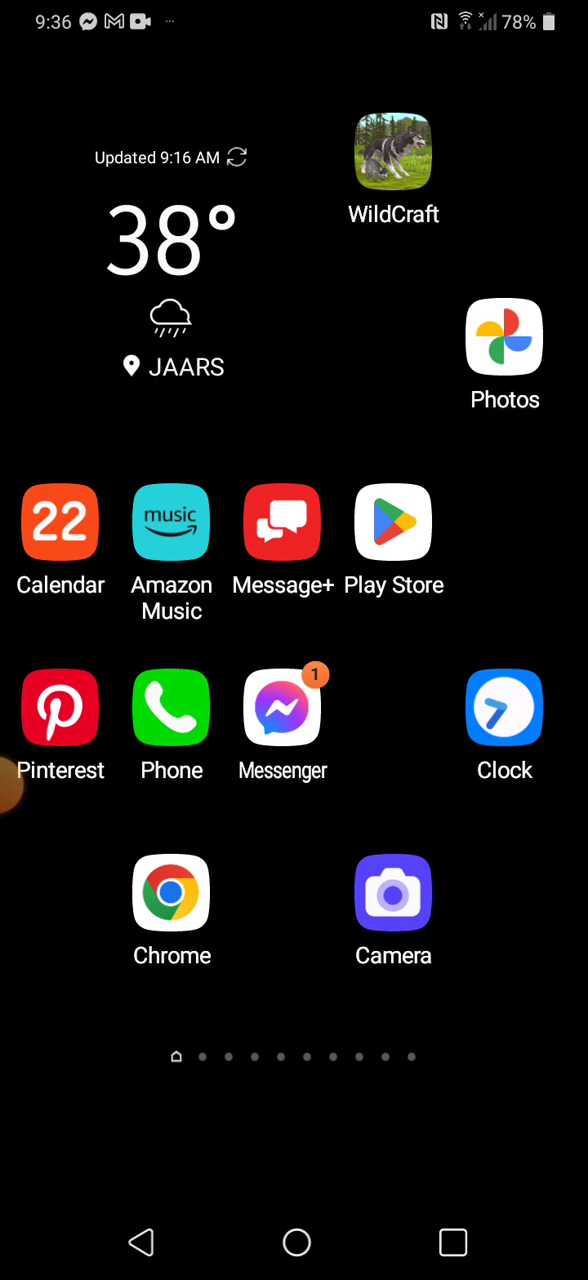 9:36 78%
Updated 9:16 AM
38°
JAARS
WildCraft
Photos
22
music
Calendar
Amazon
Music
Message+
Play Store
1
Pinterest
Phone
Messenger
Clock
Chrome
Camera